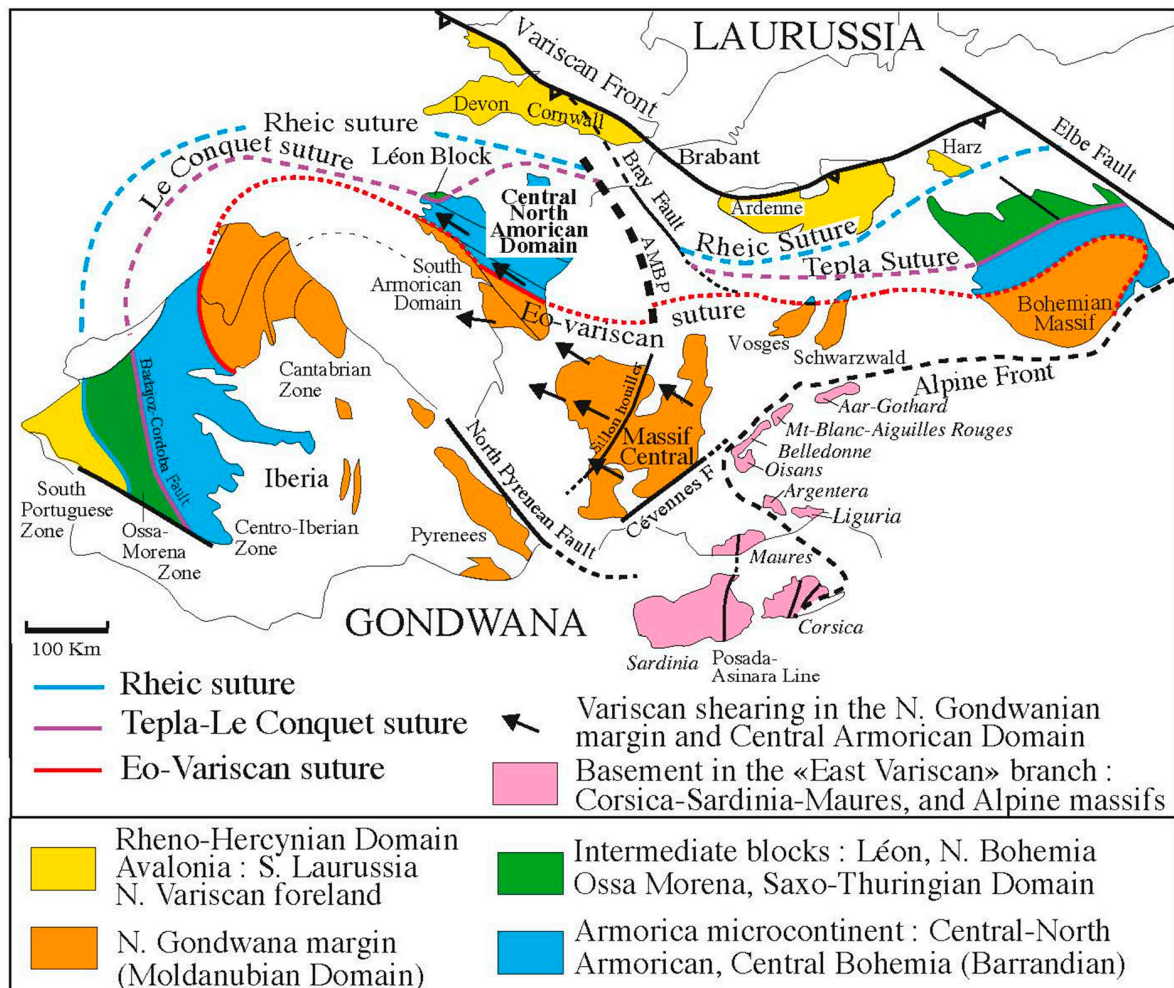 LAURUSSIA
Variscan Front
Devon
Cornwall
Rheic suture
Le Conquet suture
Léon Block
Brabant
Bray Fault
Harz
Elbe Fault
Ardenne
Central
North
Amorican
Domain
Rheic Suture
Tepla Suture
AMBP
South
Armorican
Domain
Eo-variscan suture
Bohemian
Massif
Vosges
Schwarzwald
Cantabrian
Zone
Alpine Front
Aar-Gothard
Mt-Blanc-Aiguilles Rouges
Belledonne
Oisans
Sillon houiller
Massif
Central
Badajoz-Cordoba Fault
Iberia
North Pyrenean Fault
Cévennes F
Argentera
Liguria
South
Portuguese
Zone
Ossa-
Morena
Zone
Centro-Iberian
Zone
Pyrenees
Maures
GONDWANA
Corsica
Sardinia
Posada-
Asinara Line
100 Km
Rheic suture
Tepla-Le Conquet suture
Eo-Variscan suture
Variscan shearing in the N. Gondwanian
margin and Central Armorican Domain
Basement in the «East Variscan» branch :
Corsica-Sardinia-Maures, and Alpine massifs
Rheno-Hercynian Domain
Avalonia : S. Laurussia
N. Variscan foreland
N. Gondwana margin
(Moldanubian Domain)
Intermediate blocks : Léon, N. Bohemia
Ossa Morena, Saxo-Thuringian Domain
Armorica microcontinent : Central-North
Armorican, Central Bohemia (Barrandian)